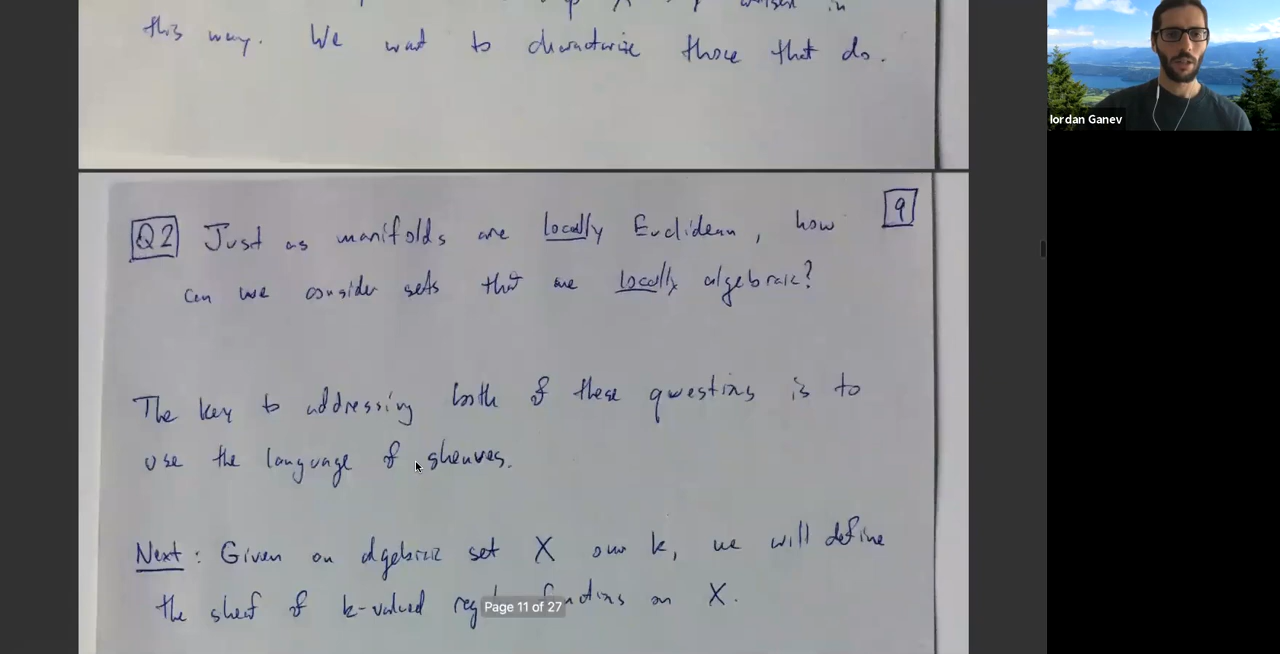 in
this way. We want to characterize those that do.
9
Q2 Just as manifolds are locally Euclidean, how
can we consider sets that are locally algebraic?
The key to addressing both of these questions is to
use the language of sheaves.
Next: Given an algebraic set X over k, we will define
the sheaf of k-valued reg functions on X.
Page 11 of 27
Iordan Ganev